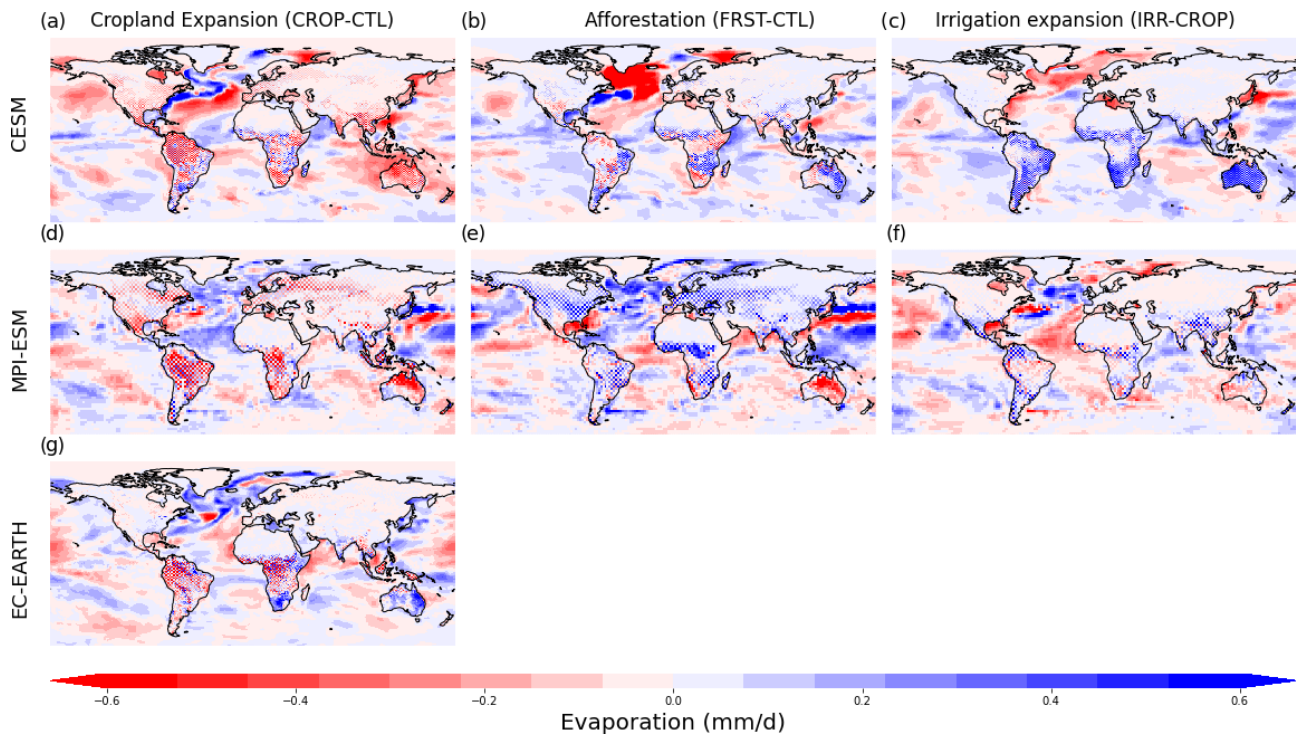 (a) Cropland Expansion (CROP-CTL)
(b) Afforestation (FRST-CTL)
(c) Irrigation expansion (IRR-CROP)
CESM
(d)
(e)
(f)
MPI-ESM
(g)
EC-EARTH
−0.6 −0.4 −0.2 0.0 0.2 0.4 0.6
Evaporation (mm/d)